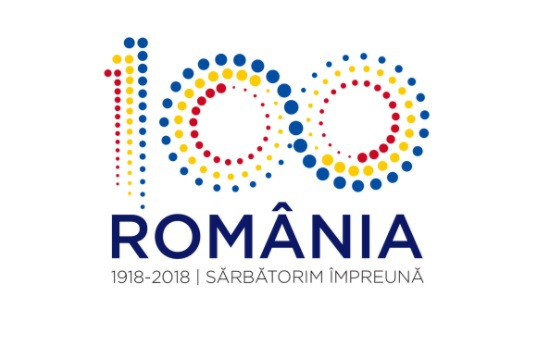 100
ROMÂNIA
1918-2018 | SĂRBĂTORIM ÎMPREUNĂ